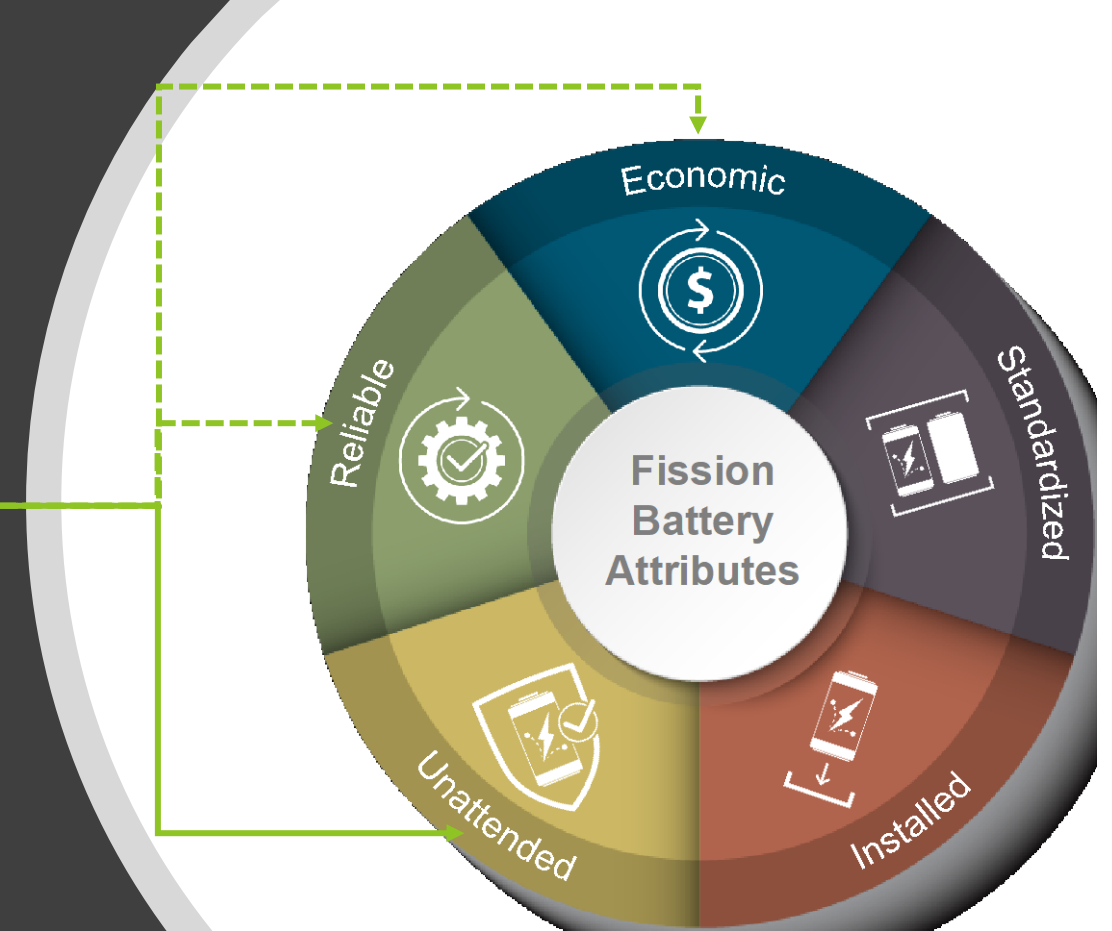 Economic
$
Reliable
Standardized
Fission
Battery
Attributes
Unattended
Installed